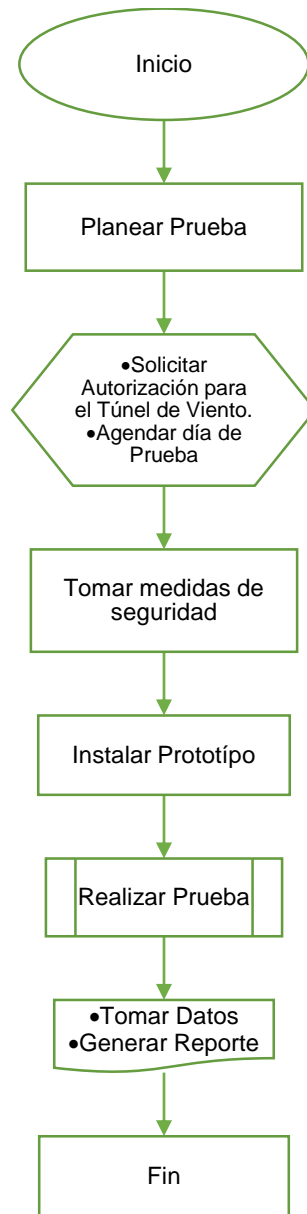 Inicio
Planear Prueba
•Solicitar
Autorización para
el Túnel de Viento.
•Agendar día de
Prueba
Tomar medidas de
seguridad
Instalar Prototípo
Realizar Prueba
•Tomar Datos
•Generar Reporte
Fin